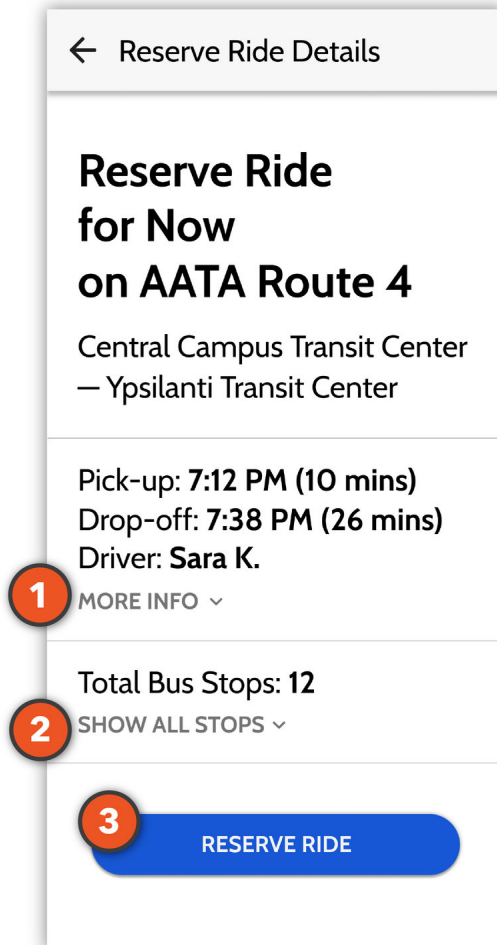 ← Reserve Ride Details
Reserve Ride
for Now
on AATA Route 4
Central Campus Transit Center
— Ypsilanti Transit Center
Pick-up: 7:12 PM (10 mins)
Drop-off: 7:38 PM (26 mins)
Driver: Sara K.
1
MORE INFO
Total Bus Stops: 12
2
SHOW ALL STOPS
3
RESERVE RIDE